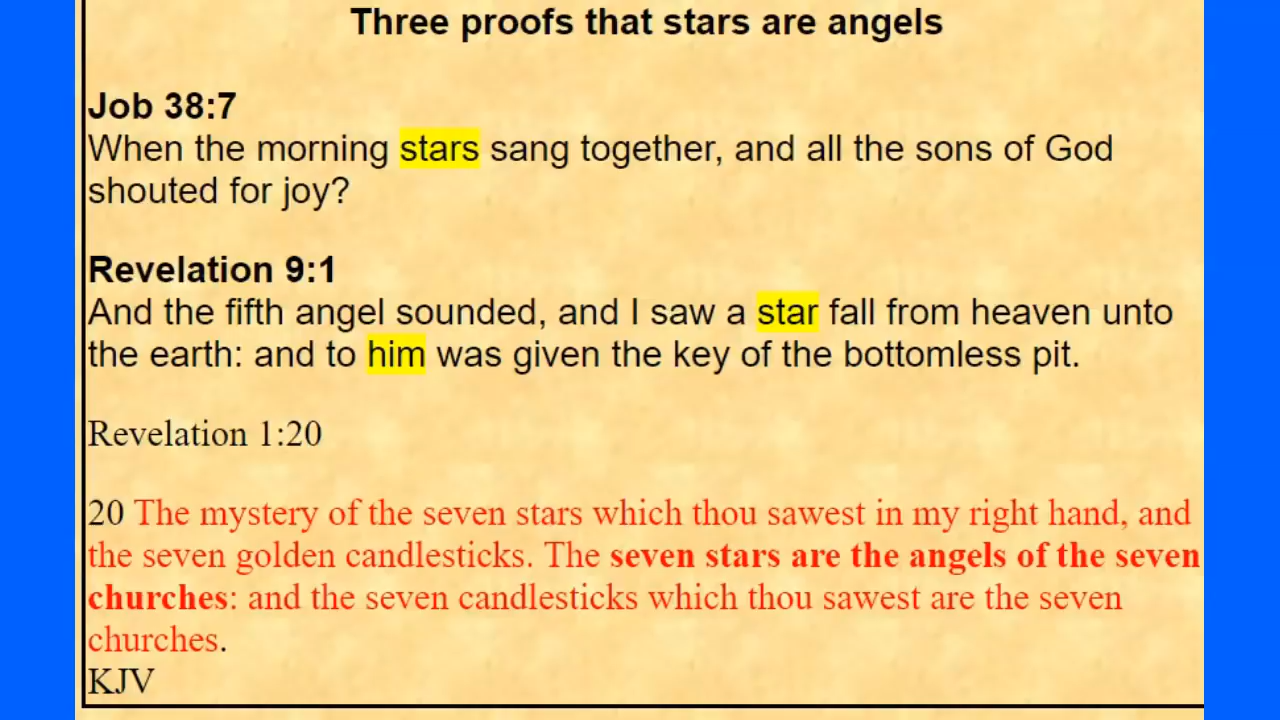 Three proofs that stars are angels
Job 38:7
When the morning stars sang together, and all the sons of God
shouted for joy?
Revelation 9:1
And the fifth angel sounded, and I saw a star fall from heaven unto
the earth: and to him was given the key of the bottomless pit.
Revelation 1:20
20 The mystery of the seven stars which thou sawest in my right hand, and
the seven golden candlesticks. The seven stars are the angels of the seven
churches: and the seven candlesticks which thou sawest are the seven
churches.
KJV